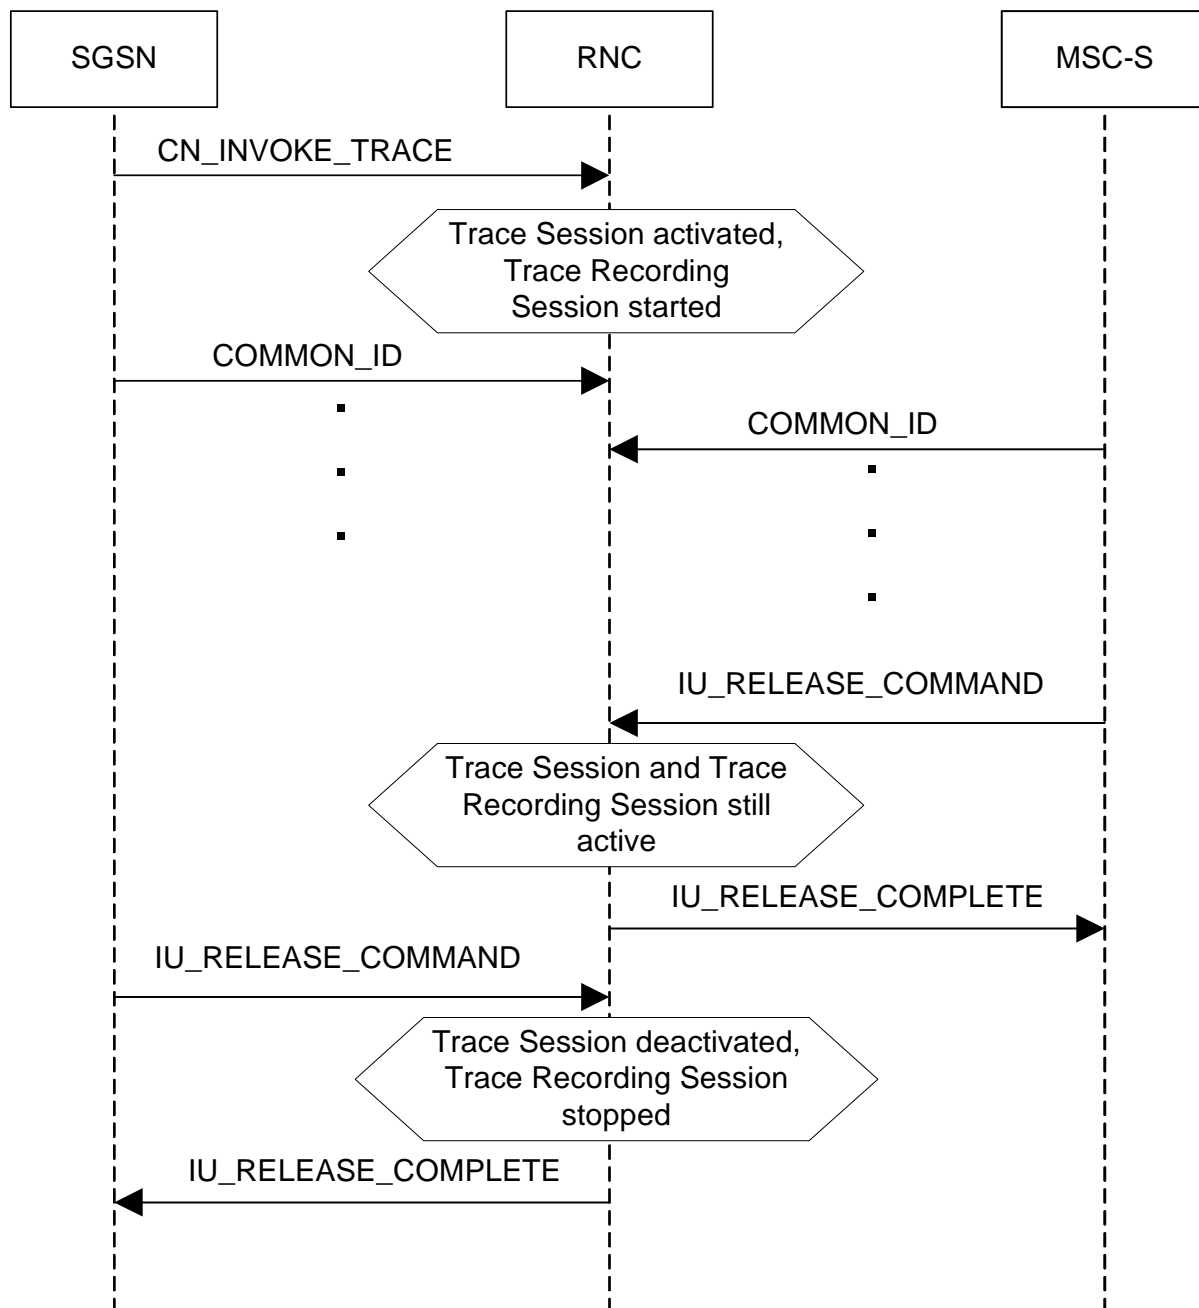 SGSN
RNC
MSC-S
CN_INVOKE_TRACE
Trace Session activated,
Trace Recording
Session started
COMMON_ID
COMMON_ID
IU_RELEASE_COMMAND
Trace Session and Trace
Recording Session still
active
IU_RELEASE_COMPLETE
IU_RELEASE_COMMAND
Trace Session deactivated,
Trace Recording Session
stopped
IU_RELEASE_COMPLETE